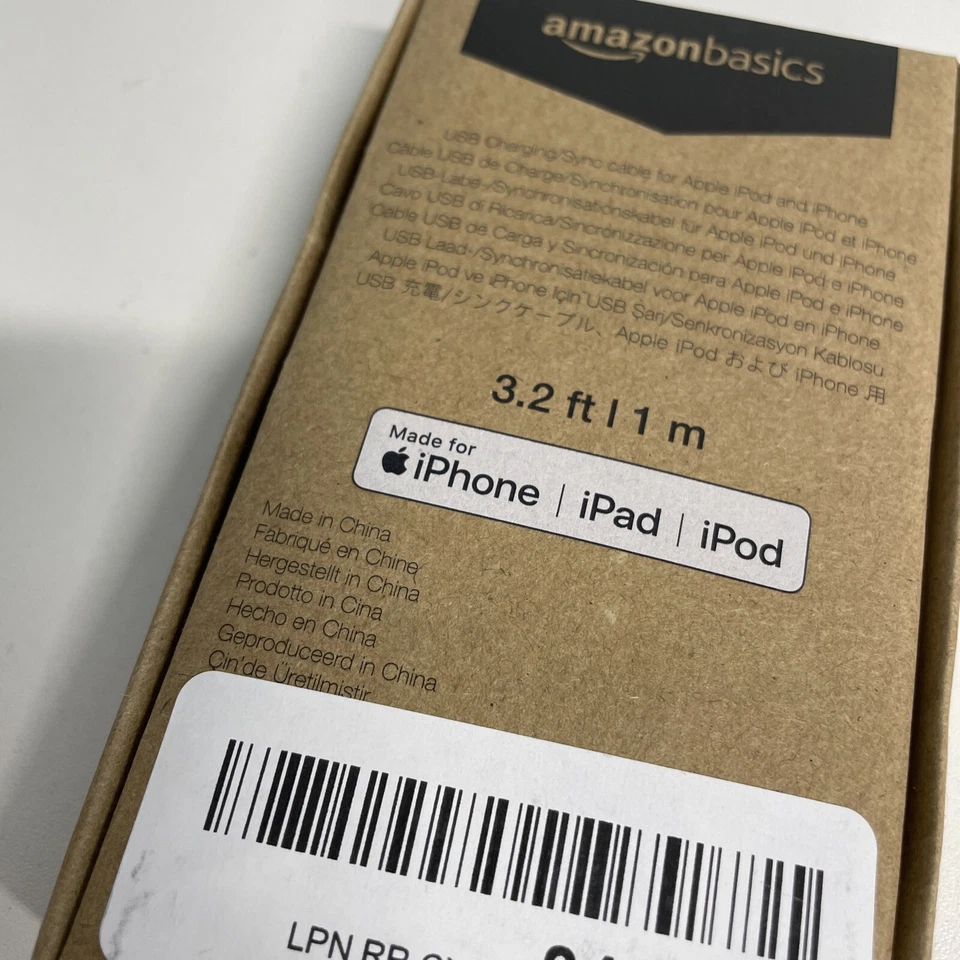 amazonbasics
USB Charging/Sync cable for Apple iPod and iPhone
Câble USB de Charge/Synchronisation pour Apple iPod et iPhone
USB-Lade-/Synchronisationskabel für Apple iPod und iPhone
Cavo USB di Ricarica/Sincronizzazione per Apple iPod e iPhone
Cable USB de Carga y Sincronización para Apple iPod e iPhone
USB Laad-/Synchronisatiekabel voor Apple iPod en iPhone
Apple iPod ve iPhone Için USB Şarj/Senkronizasyon Kablosu
USB 充電/シンクケーブル、Apple iPod および iPhone 用
3.2 ft | 1 m
Made for
iPhone | iPad | iPod
Made in China
Fabriqué en Chine
Hergestellt in China
Prodotto in Cina
Hecho en China
Geproduceerd in China
Çin'de Üretilmiştir
LPN RR